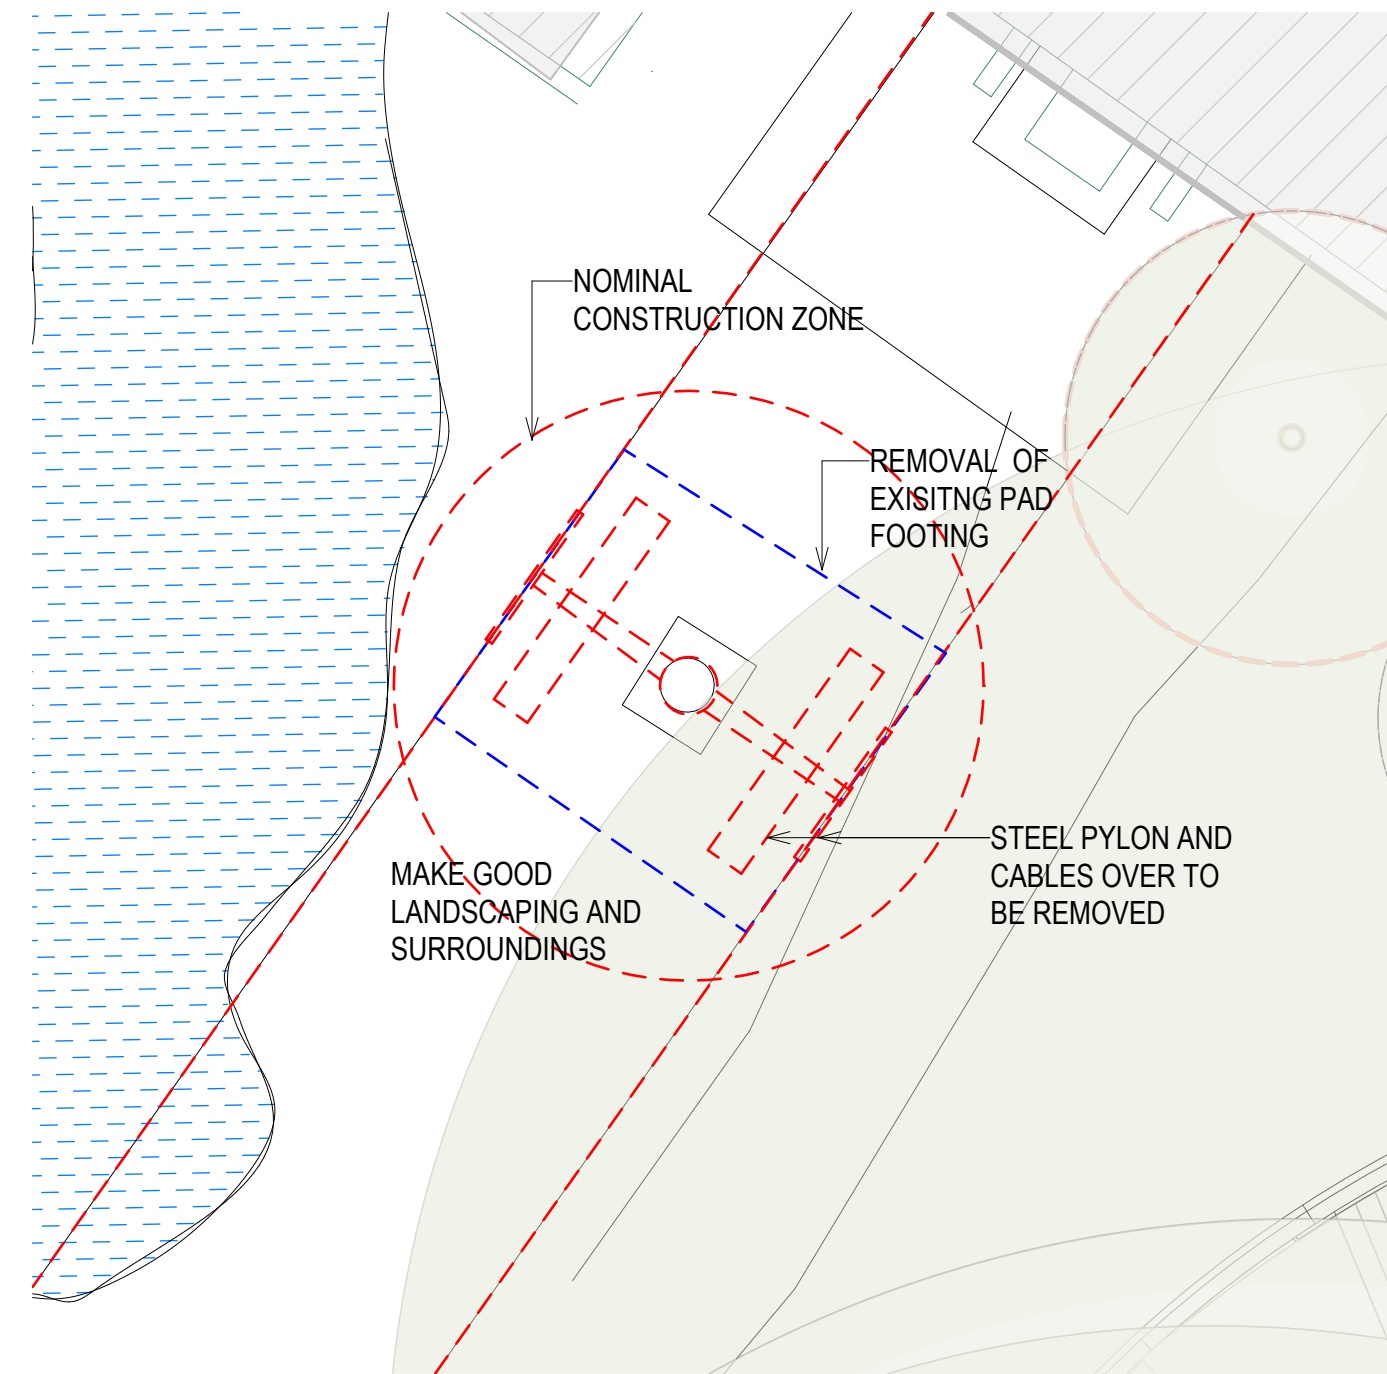 NOMINAL
CONSTRUCTION ZONE
REMOVAL OF
EXISITNG PAD
FOOTING
STEEL PYLON AND
CABLES OVER TO
BE REMOVED
MAKE GOOD
LANDSCAPING AND
SURROUNDINGS